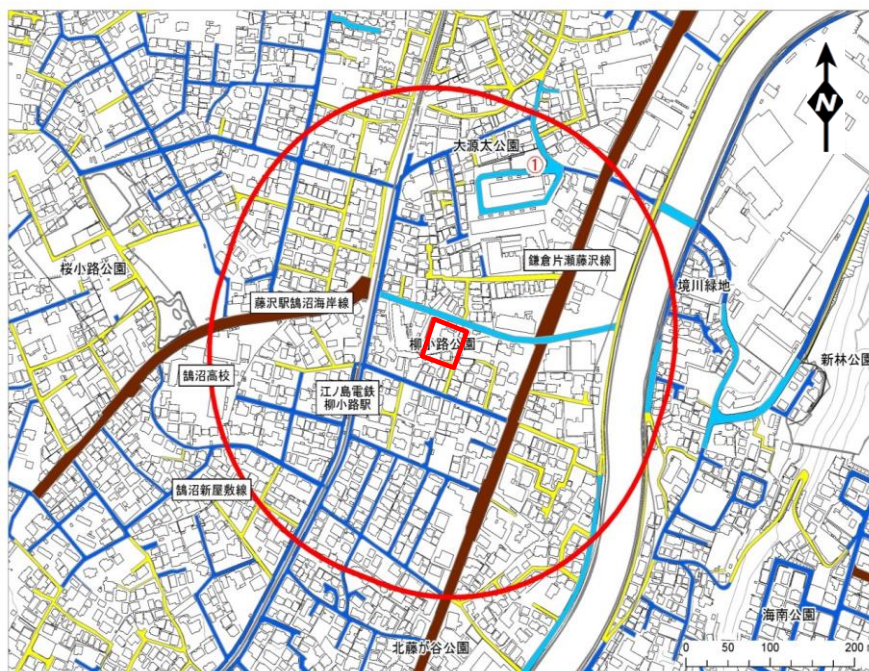 N
大源太公園
①
鎌倉片瀬藤沢線
桜小路公園
境川緑地
藤沢駅鵠沼海岸線
柳小路公園
新林公園
鵠沼高校
江ノ島電鉄
柳小路駅
鵠沼新屋敷線
海南公園
北藤が谷公園
0 50 100 200 m